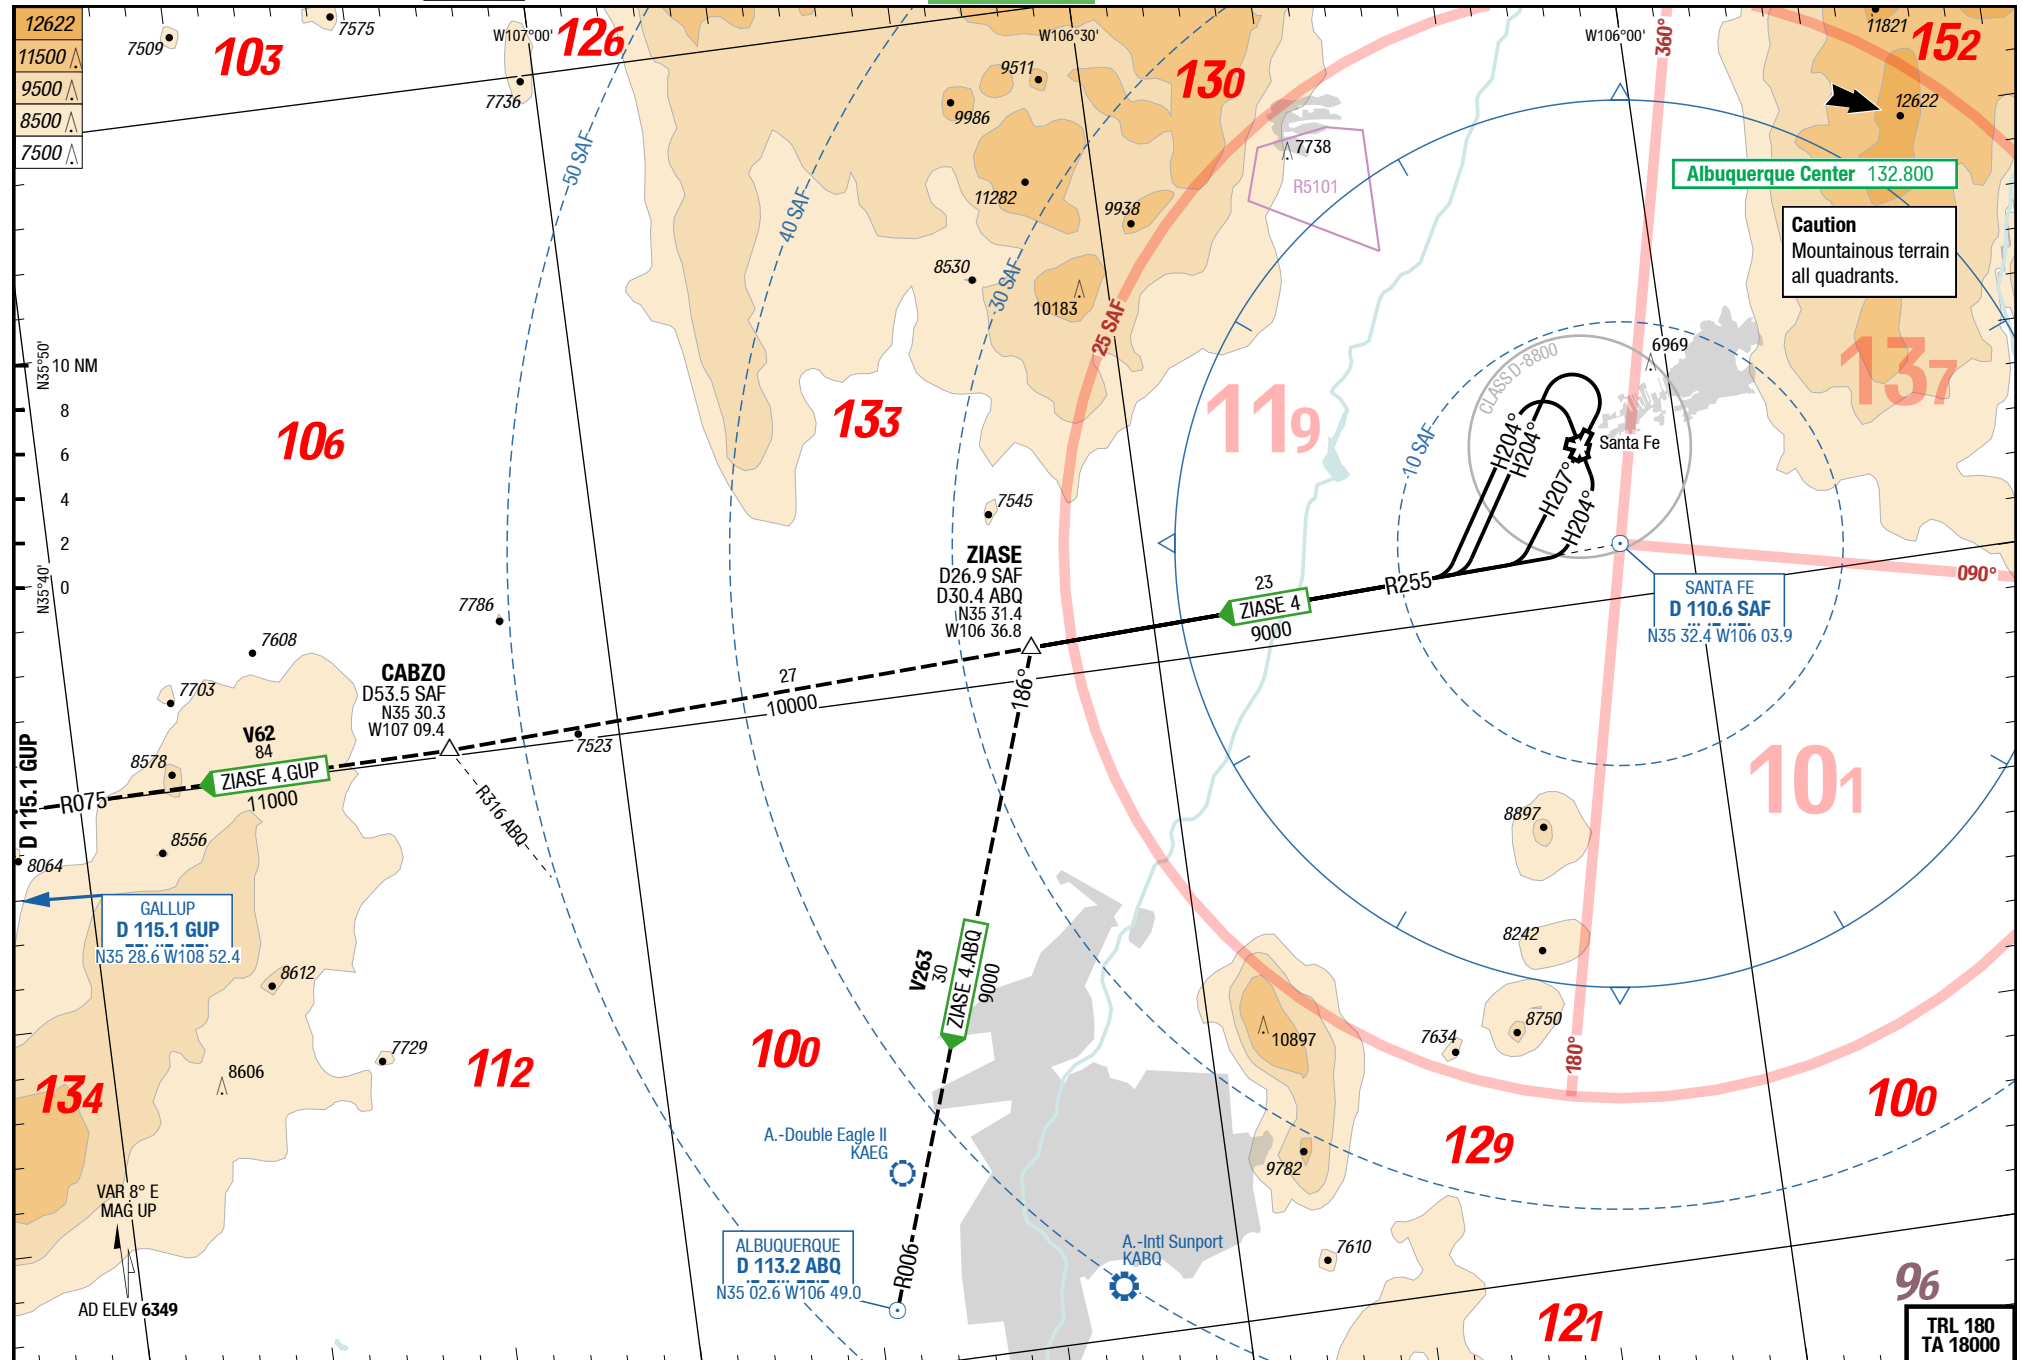 12622
11500
9500
8500
7500
7509
103
7575
W107°00'
126
7736
W106°30'
9511
9986
130
W106°00'
360°
11821
152
12622
7738
R5101
Albuquerque Center 132.800
Caution
Mountainous terrain
all quadrants.
50 SAF
40 SAF
30 SAF
25 SAF
10 SAF
11282
9938
8530
10183
N35°50'
10 NM
8
6
4
2
0
N35°40'
106
133
119
137
CLASS D-8800
6969
Santa Fe
H204°
H204°
H207°
H204°
7545
ZIASE
D26.9 SAF
D30.4 ABQ
N35 31.4
W106 36.8
23
ZIASE 4
9000
R255
090°
SANTA FE
D 110.6 SAF
N35 32.4 W106 03.9
7786
7608
7703
CABZO
D53.5 SAF
N35 30.3
W107 09.4
27
10000
186°
7523
V62
84
ZIASE 4.GUP
11000
8578
R075
D 115.1 GUP
8556
8064
R316 ABQ
GALLUP
D 115.1 GUP
N35 28.6 W108 52.4
8612
7729
8606
134
112
100
V263
30
ZIASE 4.ABQ
9000
101
8897
8242
8750
7634
10897
180°
100
129
9782
A.-Double Eagle II
KAEG
VAR 8° E
MAG UP
AD ELEV 6349
ALBUQUERQUE
D 113.2 ABQ
N35 02.6 W106 49.0
R006
A.-Intl Sunport
KABQ
7610
121
96
TRL 180
TA 18000